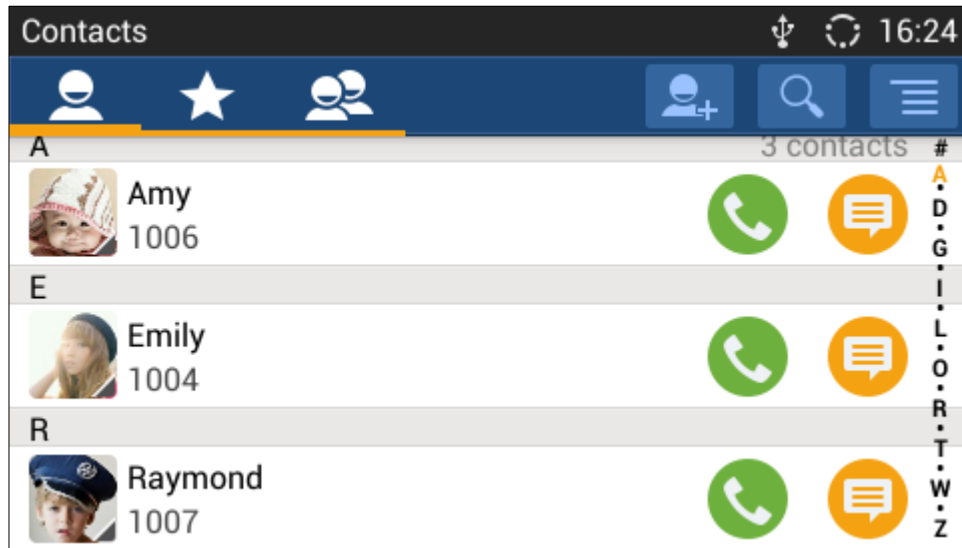 Contacts 16:24
A 3 contacts
Amy
1006
E
Emily
1004
R
Raymond
1007
#
A
•
D
•
G
•
I
•
L
•
O
•
R
•
T
•
W
•
Z